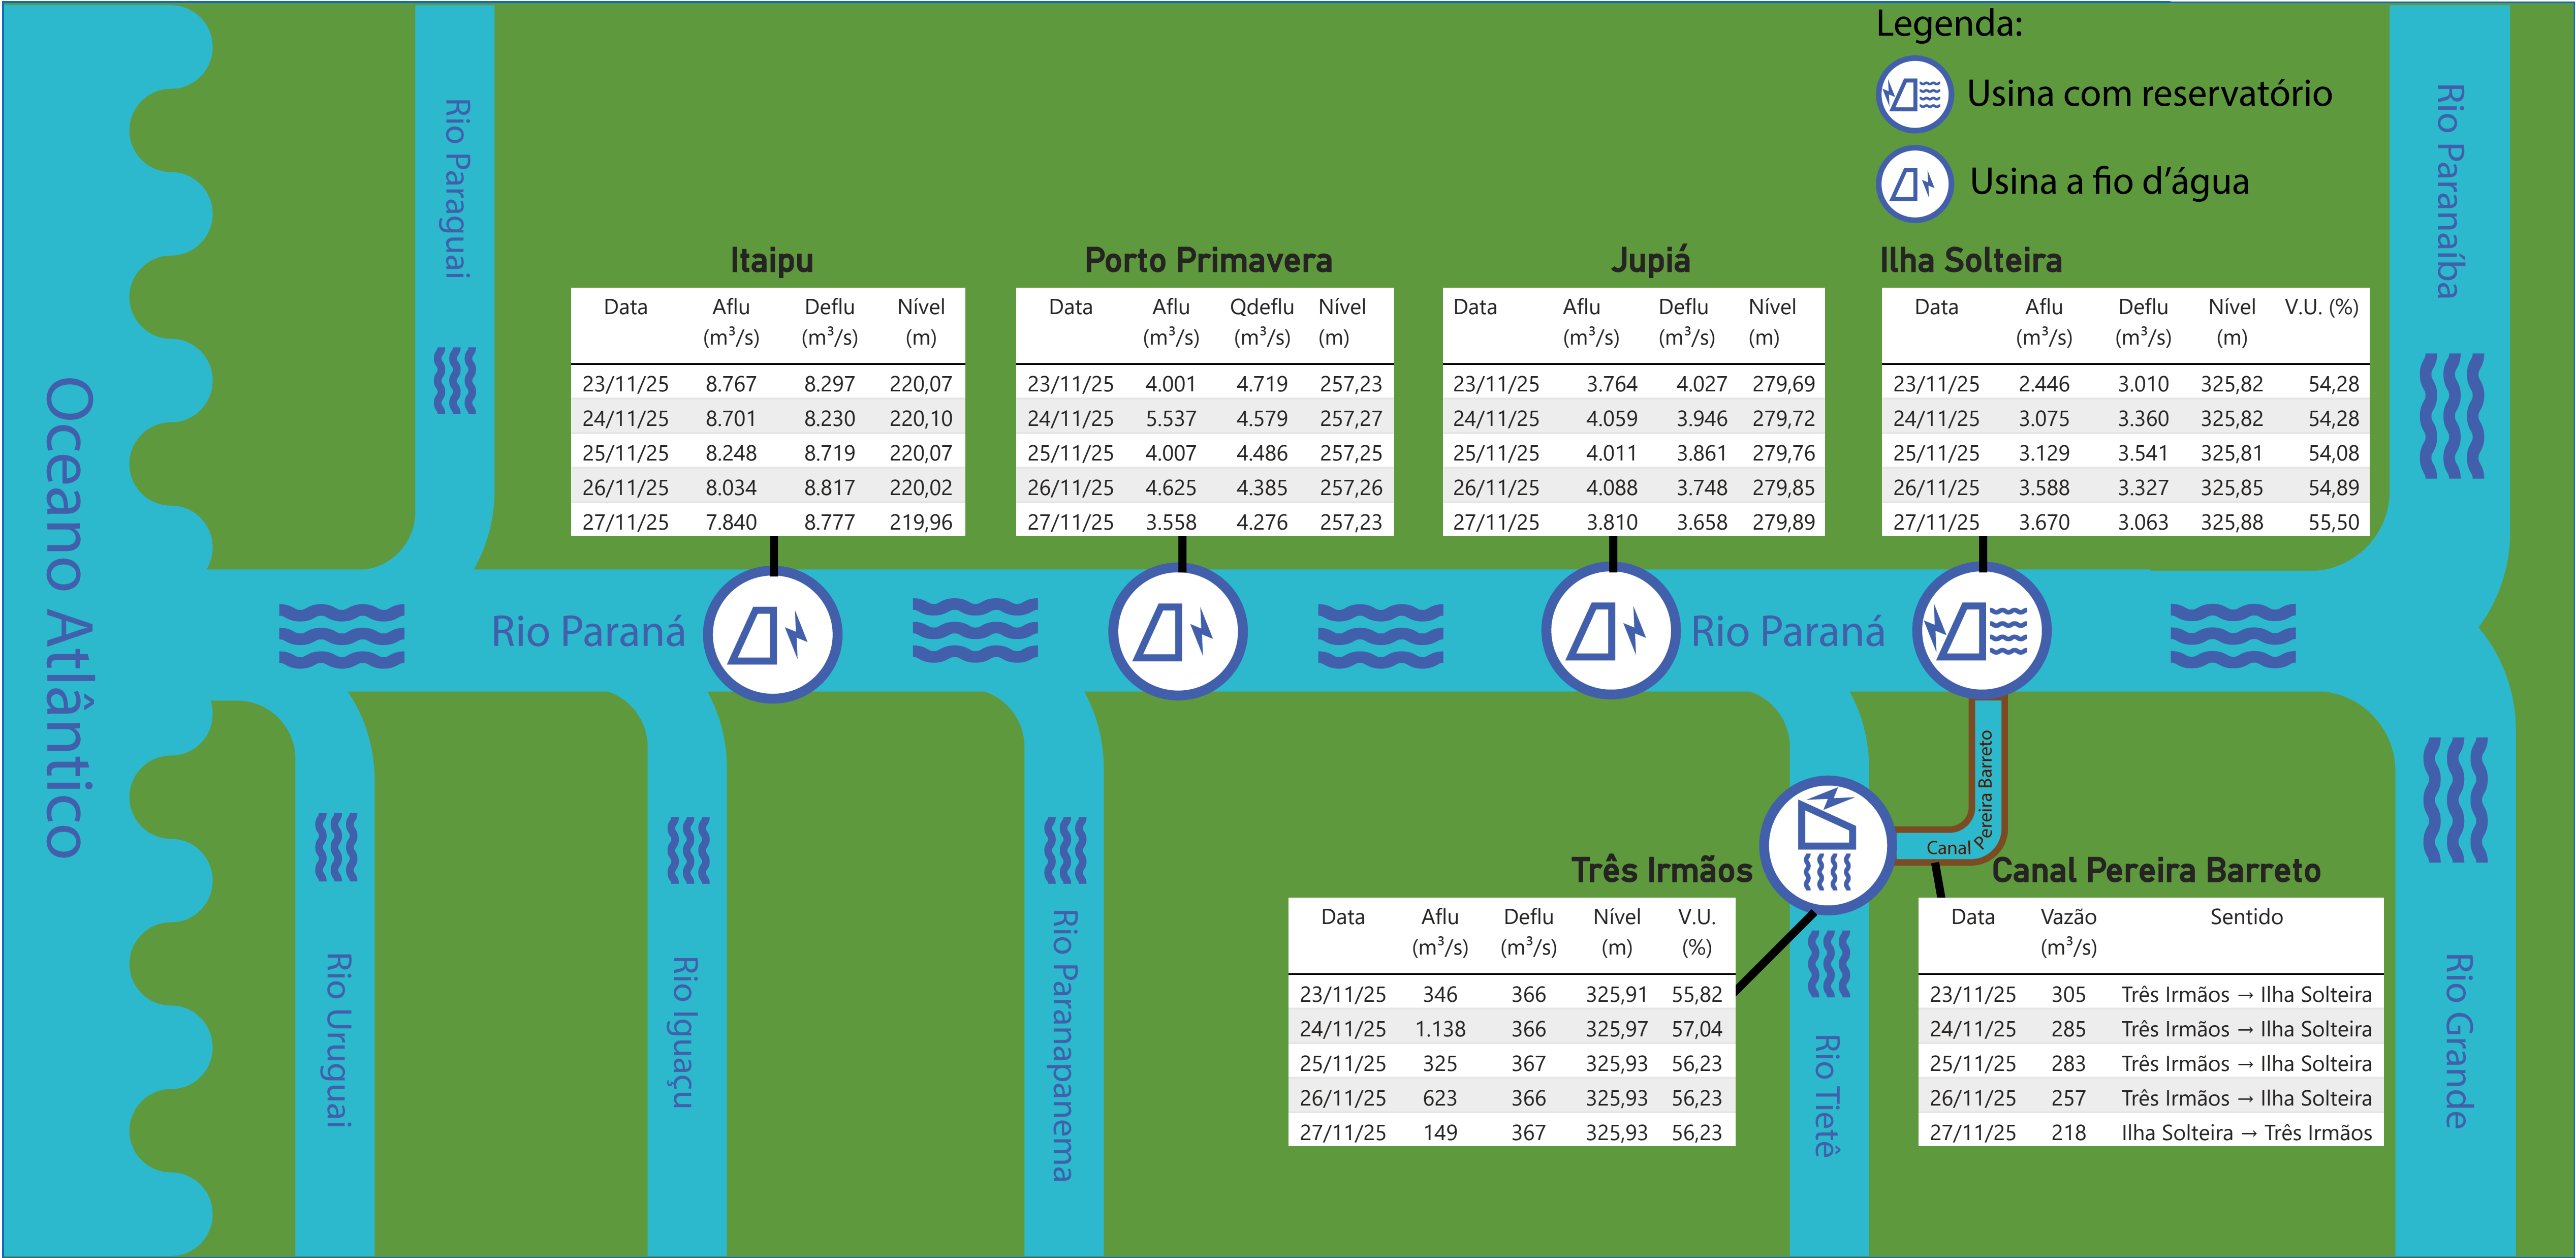 Legenda:
Usina com reservatório
Usina a fio d’água
Oceano Atlântico
Rio Paraguai
Rio Paranaíba
Itaipu
Data Aflu Deflu Nível
(m³/s) (m³/s) (m)
23/11/25 8.767 8.297 220,07
24/11/25 8.701 8.230 220,10
25/11/25 8.248 8.719 220,07
26/11/25 8.034 8.817 220,02
27/11/25 7.840 8.777 219,96
Porto Primavera
Data Aflu Qdeflu Nível
(m³/s) (m³/s) (m)
23/11/25 4.001 4.719 257,23
24/11/25 5.537 4.579 257,27
25/11/25 4.007 4.486 257,25
26/11/25 4.625 4.385 257,26
27/11/25 3.558 4.276 257,23
Jupiá
Data Aflu Deflu Nível
(m³/s) (m³/s) (m)
23/11/25 3.764 4.027 279,69
24/11/25 4.059 3.946 279,72
25/11/25 4.011 3.861 279,76
26/11/25 4.088 3.748 279,85
27/11/25 3.810 3.658 279,89
Ilha Solteira
Data Aflu Deflu Nível V.U. (%)
(m³/s) (m³/s) (m)
23/11/25 2.446 3.010 325,82 54,28
24/11/25 3.075 3.360 325,82 54,28
25/11/25 3.129 3.541 325,81 54,08
26/11/25 3.588 3.327 325,85 54,89
27/11/25 3.670 3.063 325,88 55,50
Rio Paraná
Rio Paraná
Rio Uruguai
Rio Iguaçu
Rio Paranapanema
Rio Tietê
Rio Grande
Canal Pereira Barreto
Três Irmãos
Data Aflu Deflu Nível V.U.
(m³/s) (m³/s) (m) (%)
23/11/25 346 366 325,91 55,82
24/11/25 1.138 366 325,97 57,04
25/11/25 325 367 325,93 56,23
26/11/25 623 366 325,93 56,23
27/11/25 149 367 325,93 56,23
Canal Pereira Barreto
Data Vazão Sentido
(m³/s)
23/11/25 305 Três Irmãos → Ilha Solteira
24/11/25 285 Três Irmãos → Ilha Solteira
25/11/25 283 Três Irmãos → Ilha Solteira
26/11/25 257 Três Irmãos → Ilha Solteira
27/11/25 218 Ilha Solteira → Três Irmãos